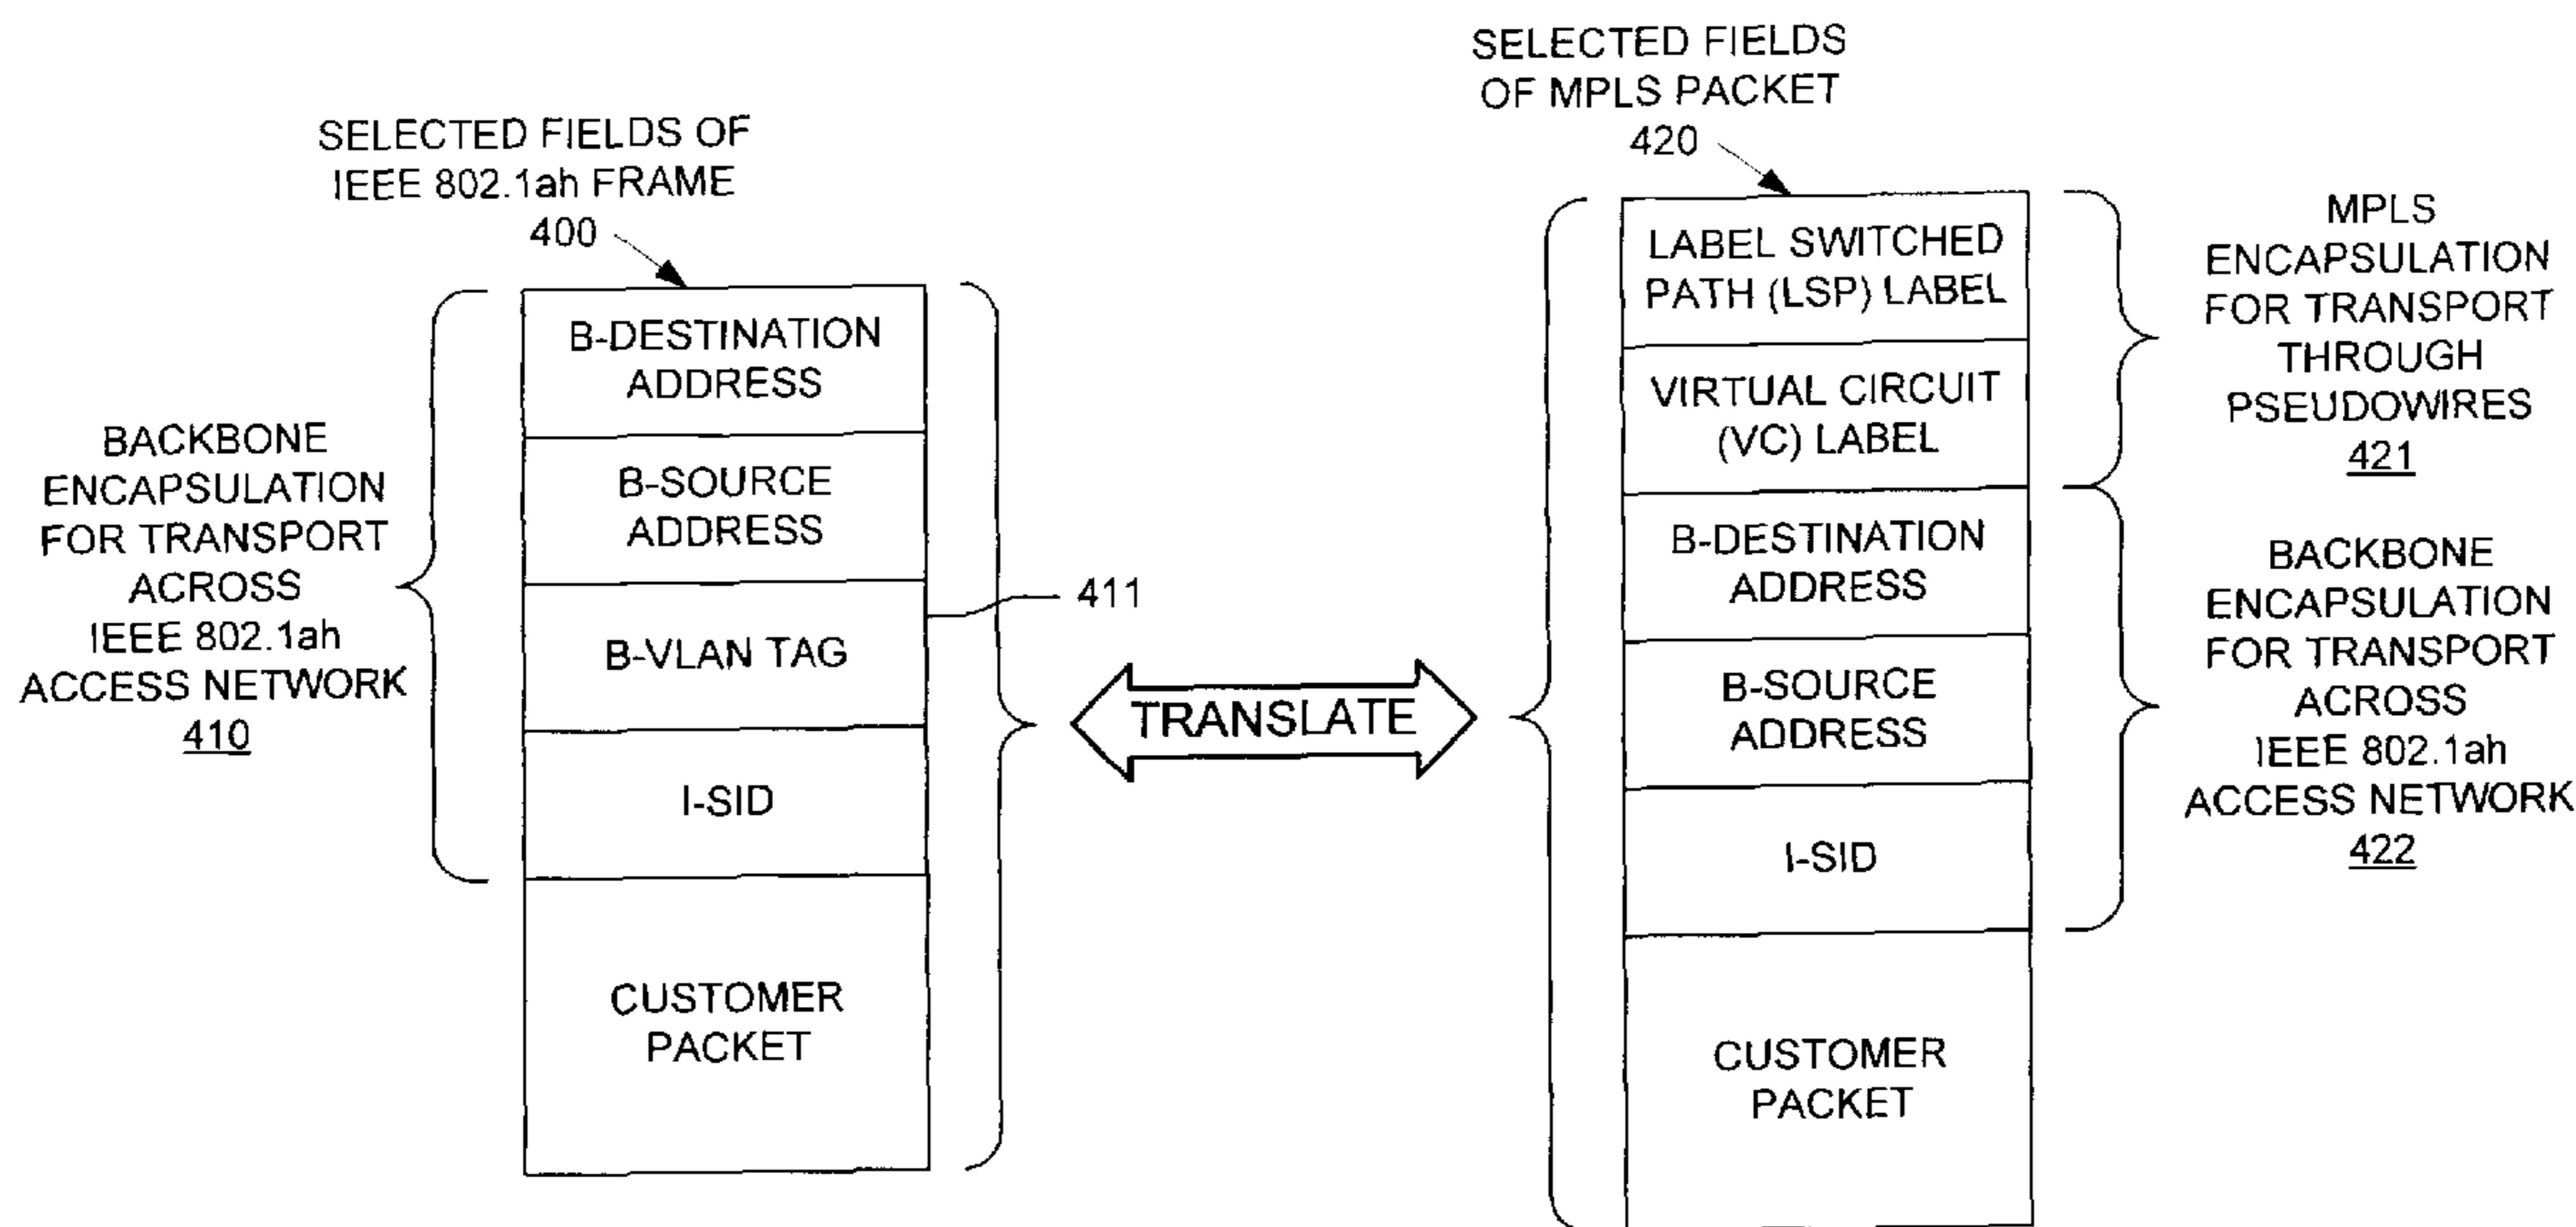 SELECTED FIELDS OF
IEEE 802.1ah FRAME
400
BACKBONE
ENCAPSULATION
FOR TRANSPORT
ACROSS
IEEE 802.1ah
ACCESS NETWORK
410
B-DESTINATION
ADDRESS
B-SOURCE
ADDRESS
B-VLAN TAG
411
I-SID
CUSTOMER
PACKET
TRANSLATE
SELECTED FIELDS
OF MPLS PACKET
420
LABEL SWITCHED
PATH (LSP) LABEL
VIRTUAL CIRCUIT
(VC) LABEL
B-DESTINATION
ADDRESS
B-SOURCE
ADDRESS
I-SID
CUSTOMER
PACKET
MPLS
ENCAPSULATION
FOR TRANSPORT
THROUGH
PSEUDOWIRES
421
BACKBONE
ENCAPSULATION
FOR TRANSPORT
ACROSS
IEEE 802.1ah
ACCESS NETWORK
422